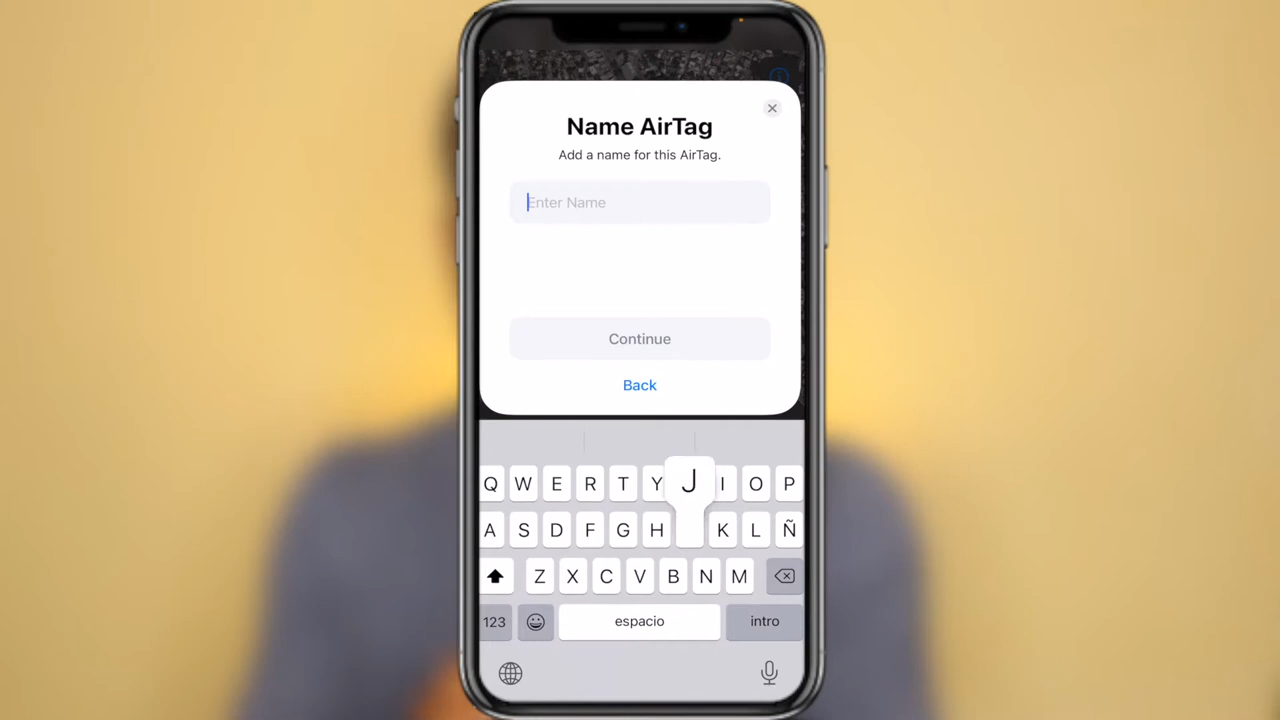 Name AirTag
Add a name for this AirTag.
Enter Name
Continue
Back
Q W E R T Y J I O P
A S D F G H K L Ñ
Z X C V B N M
123 espacio intro